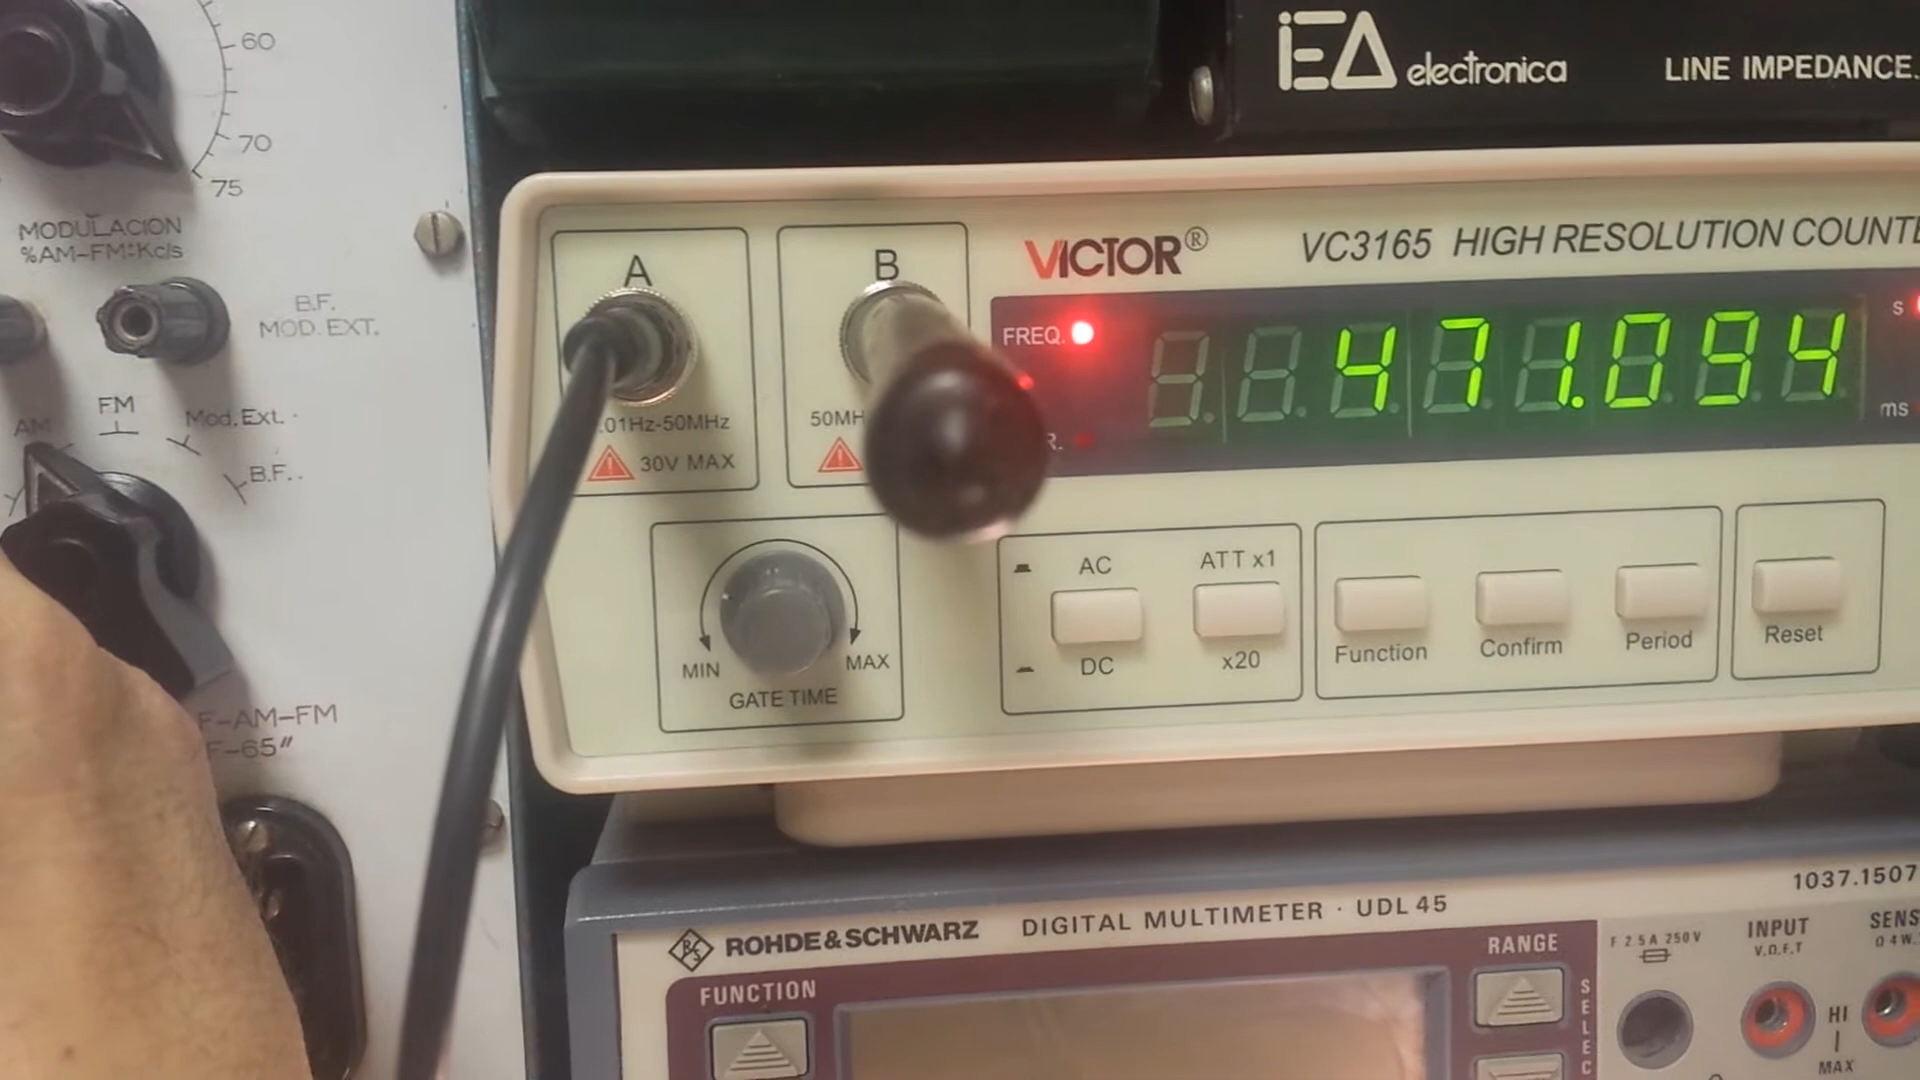 60
70
75
MODULACION
%AM-FM:Kc/s
B.F.
MOD. EXT.
AM
FM
Mod. Ext.
B.F.
F-AM-FM
F-65"
iEA electronica
LINE IMPEDANCE.
A
.01Hz-50MHz
30V MAX
B
50MH
VICTOR®
VC3165 HIGH RESOLUTION COUNTE
FREQ.
R.
471.094
S
ms
MIN
MAX
GATE TIME
AC
DC
ATT x1
x20
Function
Confirm
Period
Reset
ROHDE & SCHWARZ
DIGITAL MULTIMETER · UDL 45
1037.1507
FUNCTION
RANGE
SELEC
F 2.5A 250V
INPUT
V,Ω,F,T
SENS
Ω 4W.
HI
MAX